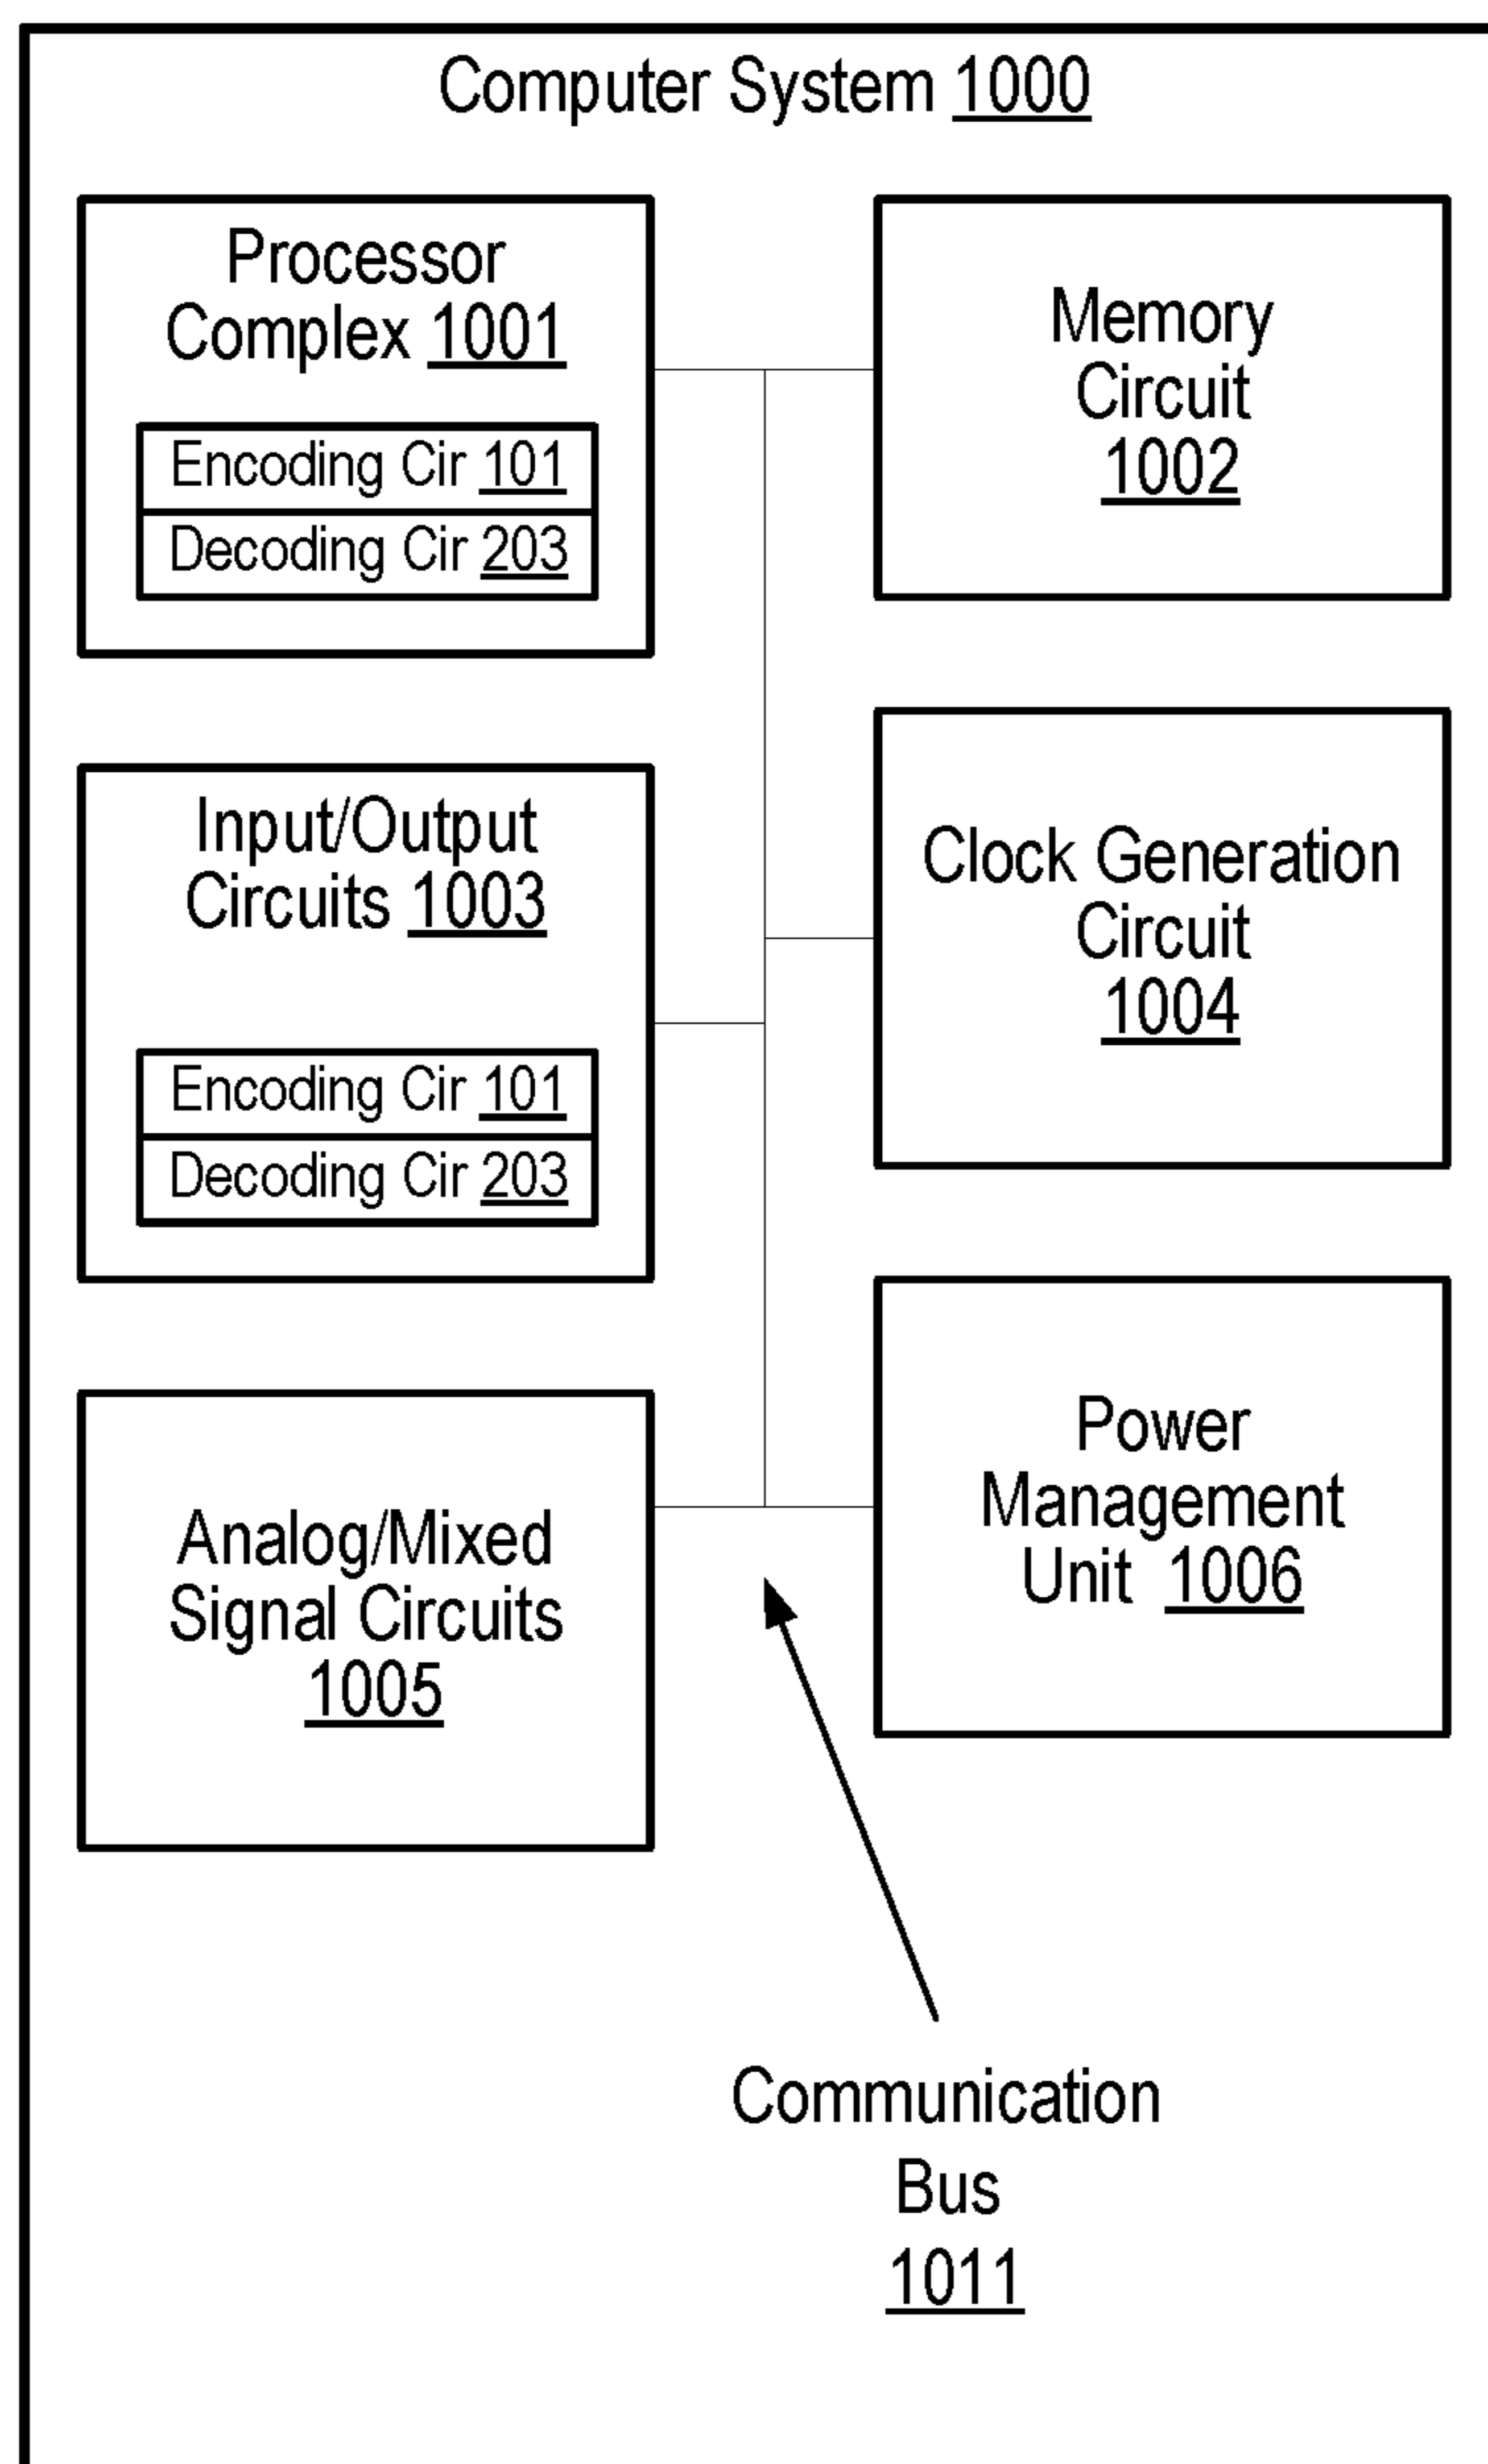 Computer System 1000
Processor
Complex 1001
Encoding Cir 101
Decoding Cir 203
Memory
Circuit
1002
Input/Output
Circuits 1003
Encoding Cir 101
Decoding Cir 203
Clock Generation
Circuit
1004
Analog/Mixed
Signal Circuits
1005
Power
Management
Unit 1006
Communication
Bus
1011